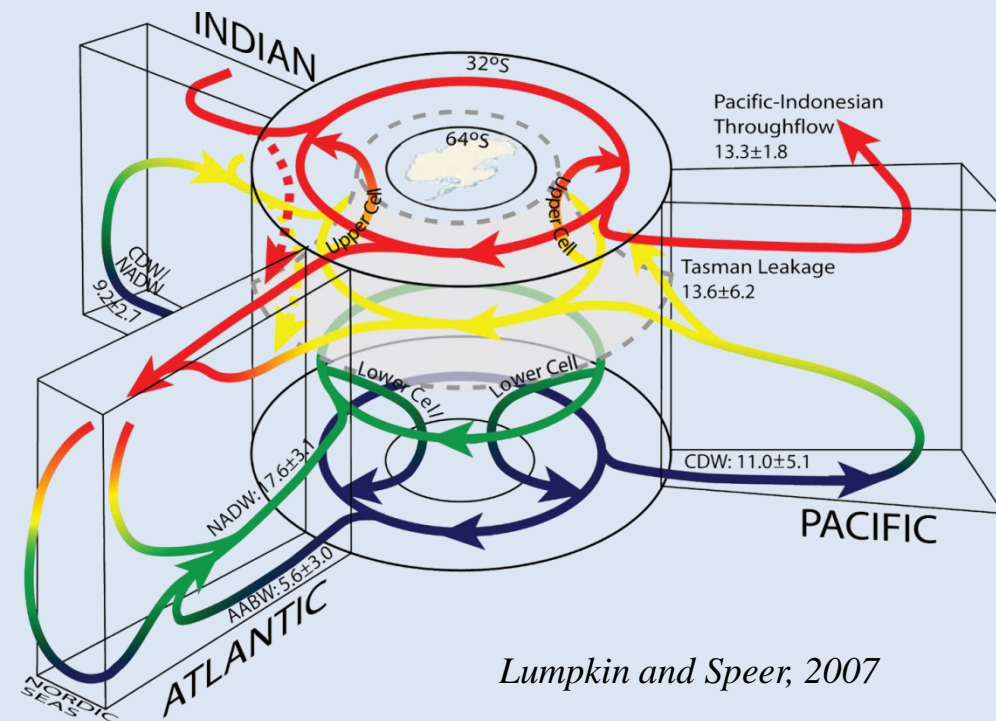 INDIAN
32ºS
64ºS
Pacific-Indonesian
Throughflow
13.3±1.8
Upper Cell
Upper Cell
CDW/
NADW
9.2±2.7
Tasman Leakage
13.6±6.2
Lower Cell
Lower Cell
NADW: 17.6±3.1
CDW: 11.0±5.1
PACIFIC
AABW: 5.6±3.0
ATLANTIC
NORDIC
SEAS
Lumpkin and Speer, 2007